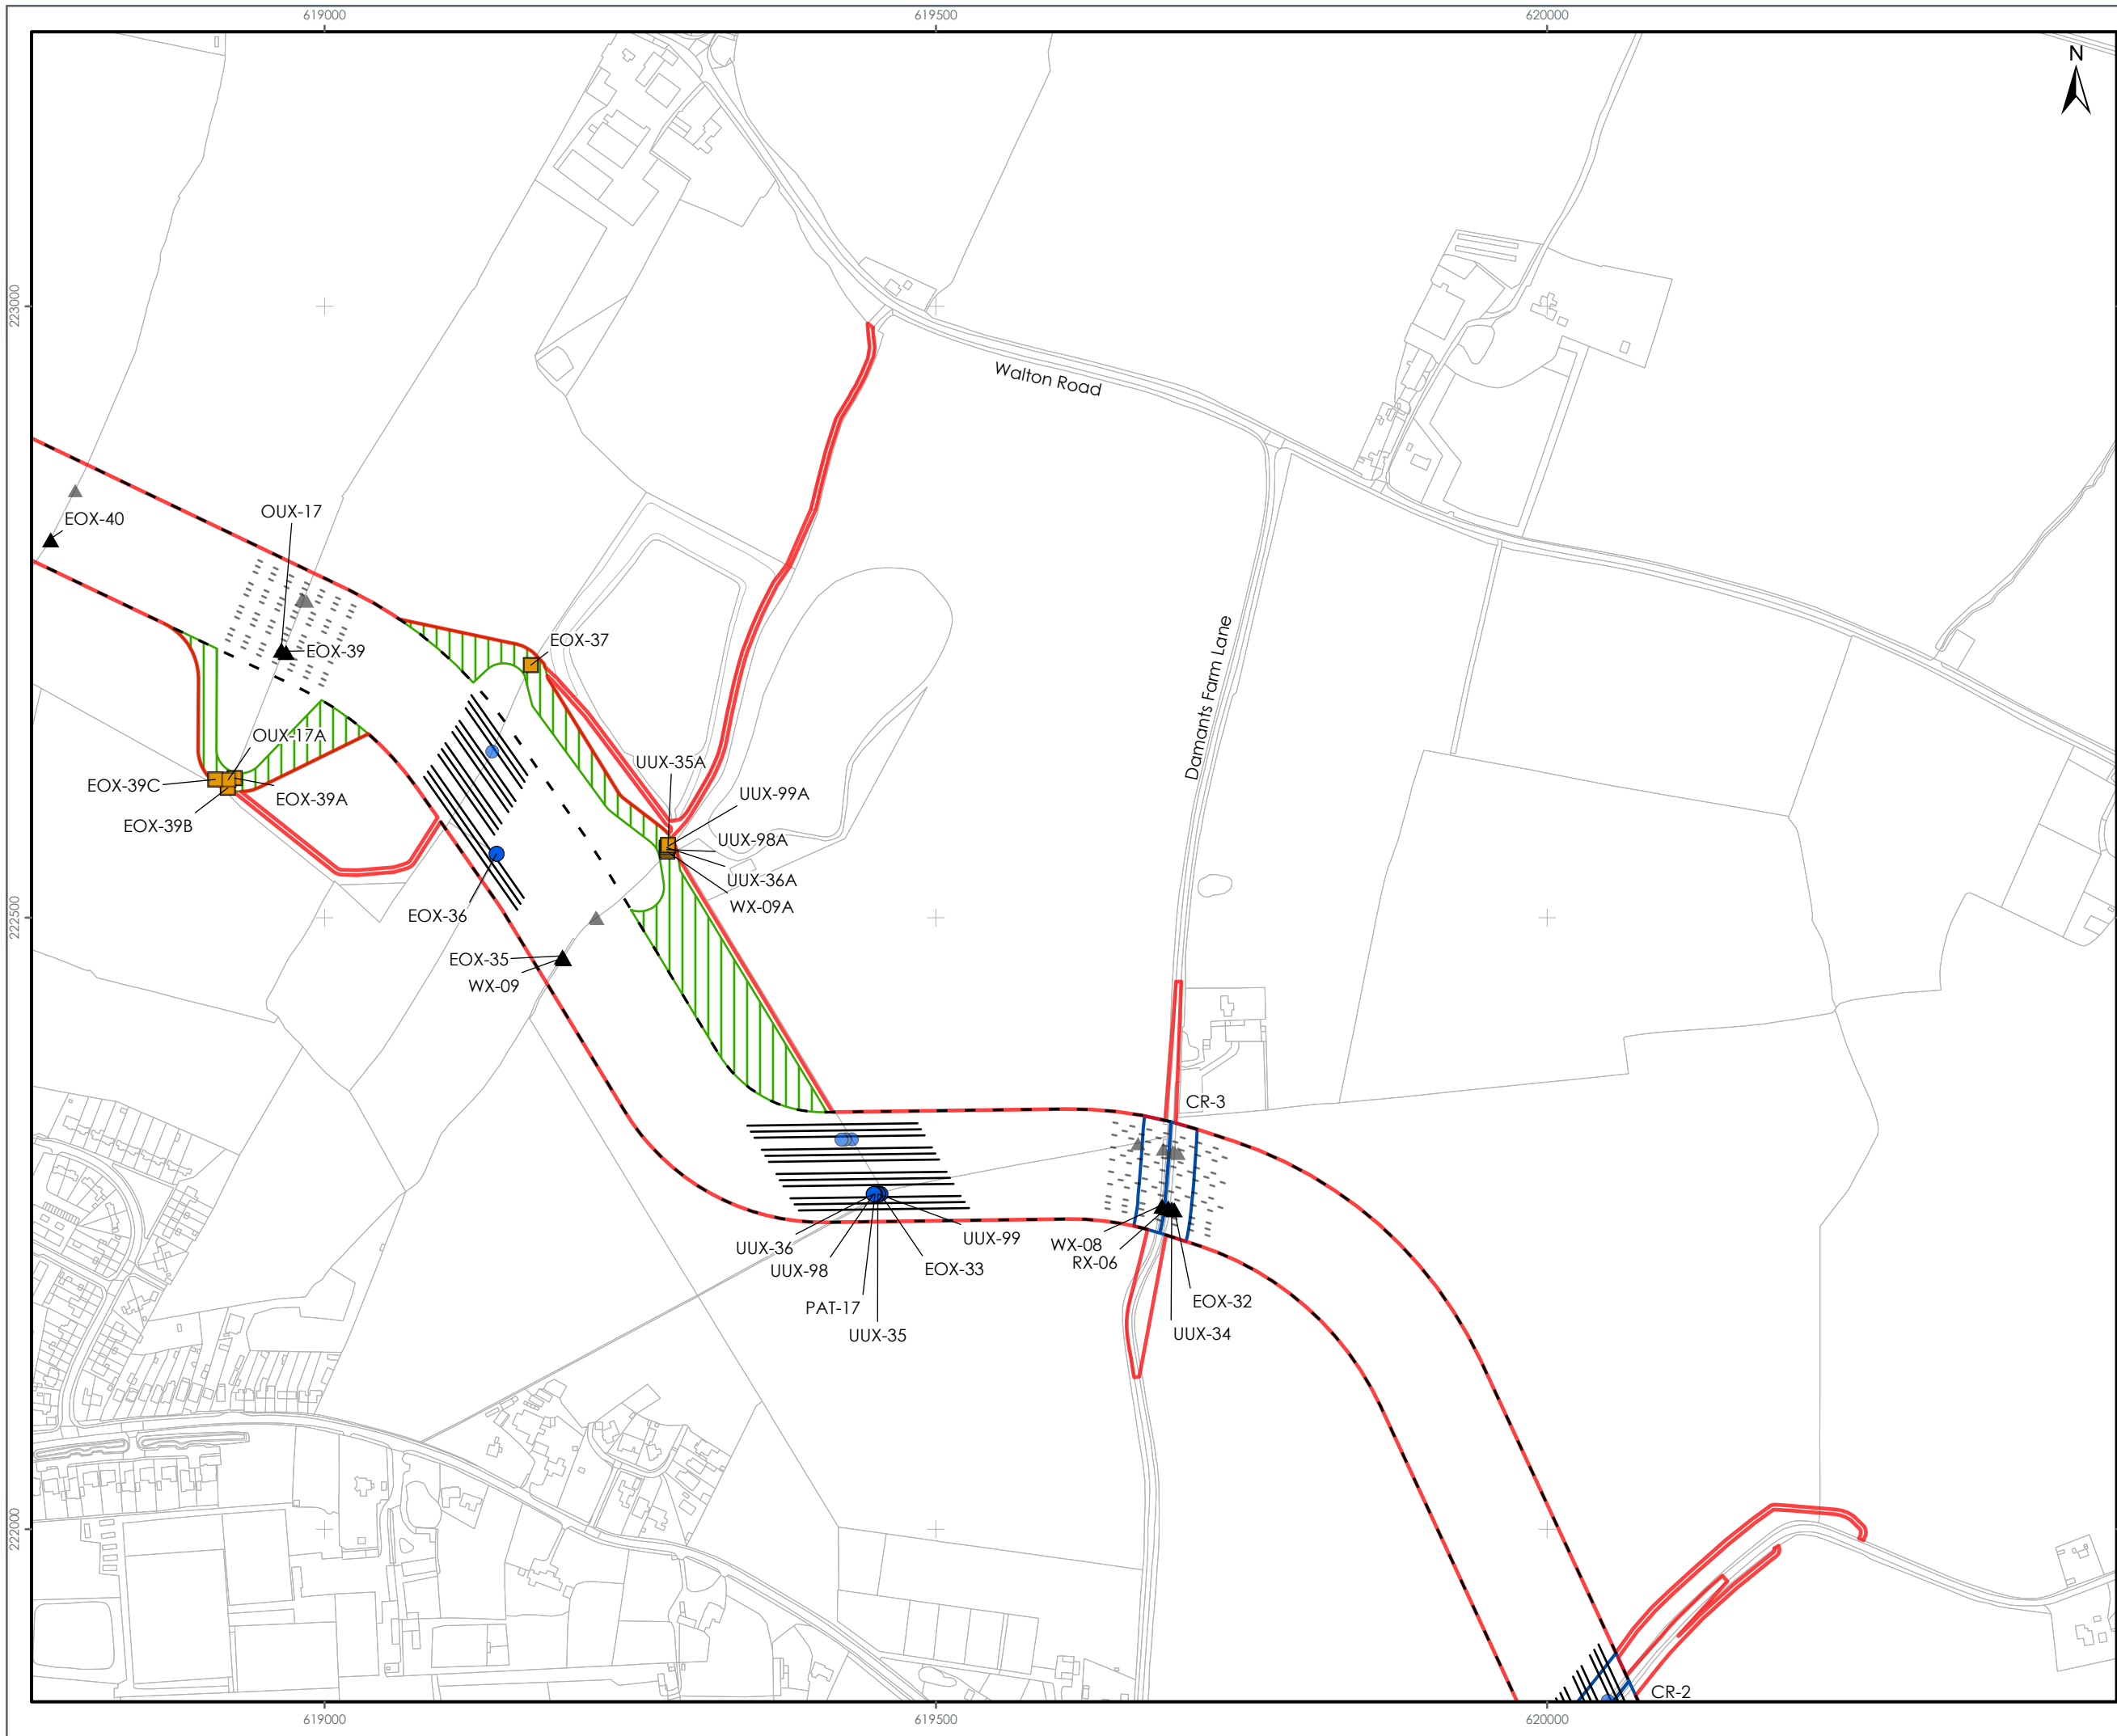 619000
619500
620000
N
223000
Walton Road
OUX-17
EOX-40
EOX-37
EOX-39
Damants Farm Lane
OUX-17A
UUX-35A
EOX-39C
UUX-99A
EOX-39A
EOX-39B
UUX-98A
UUX-36A
WX-09A
EOX-36
222500
EOX-35
WX-09
CR-3
UUX-99
WX-08
UUX-36
RX-06
UUX-98
EOX-33
EOX-32
PAT-17
UUX-34
UUX-35
222000
CR-2
619000
619500
620000